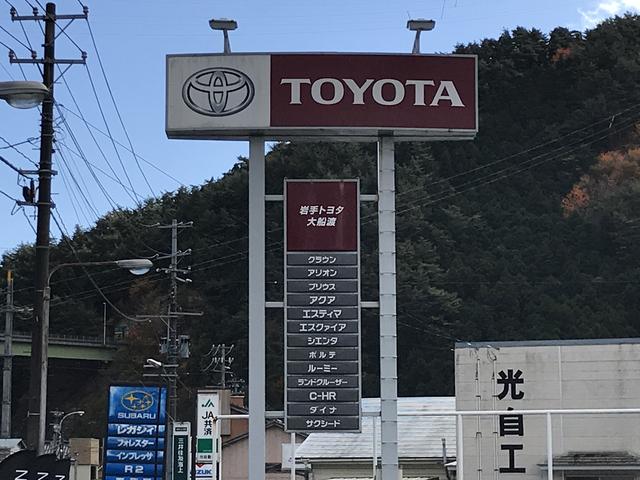 TOYOTA
岩手トヨタ
大船渡
クラウン
アリオン
プリウス
アクア
エスティマ
エスクァイア
シエンタ
ポルテ
ルーミー
ランドクルーザー
C-HR
ダイナ
サクシード
SUBARU
レガシィ
フォレスター
インプレッサ
R2
JA共済
光自工